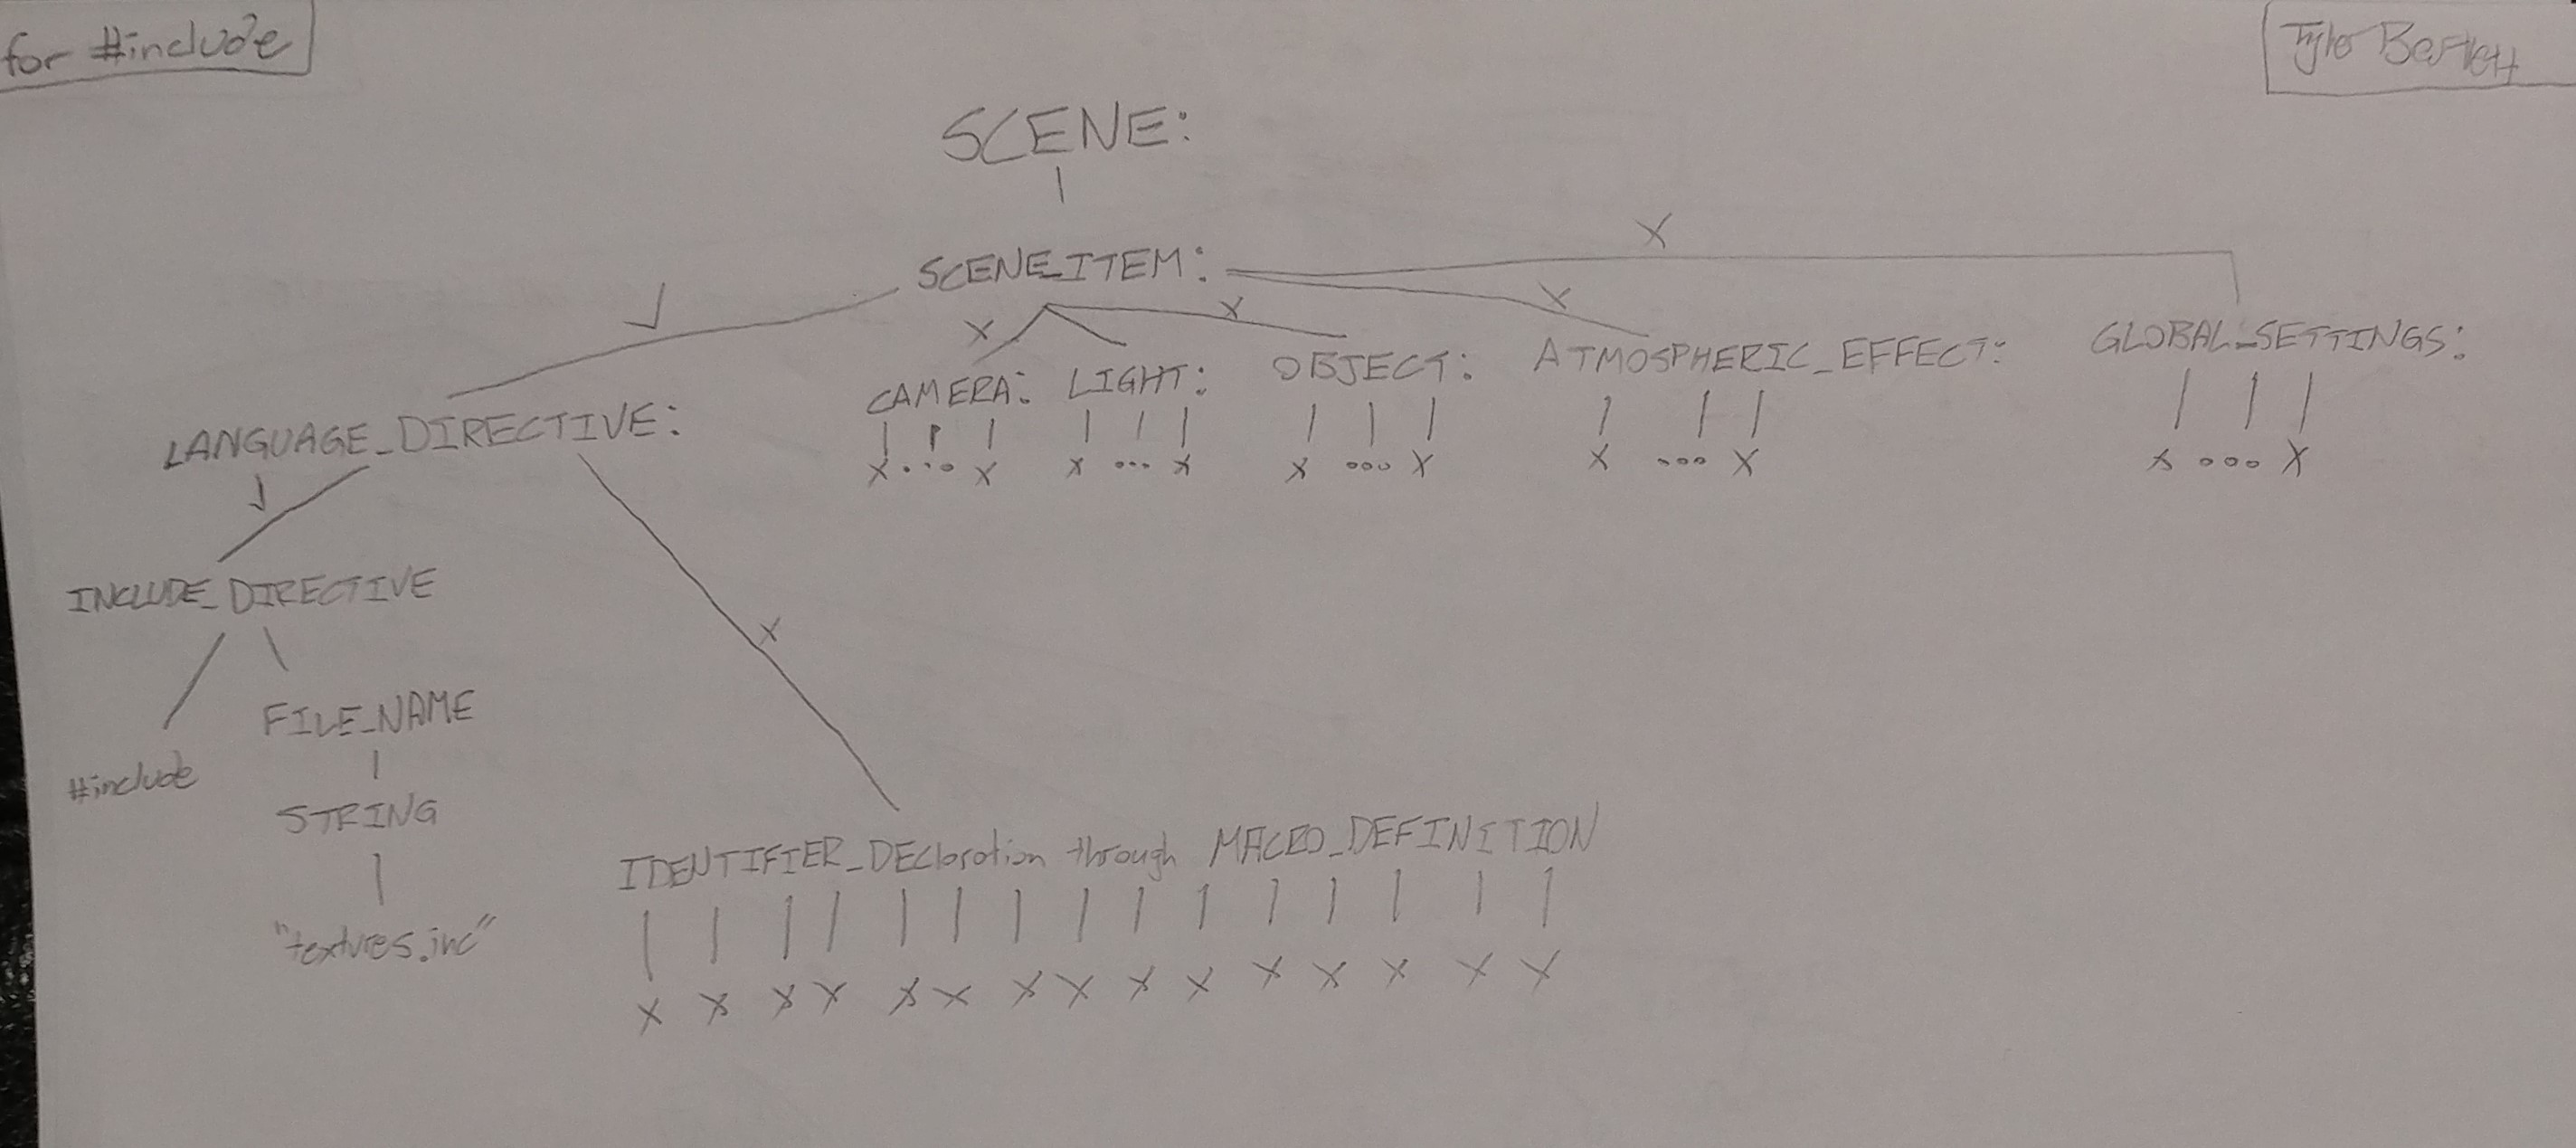 for #include
Tyler Bartlett
SCENE:
SCENE_ITEM:
✓ X X X X
LANGUAGE_DIRECTIVE:
CAMERA: LIGHT: OBJECT: ATMOSPHERIC_EFFECT: GLOBAL_SETTINGS:
X ... X X ... X X ... X X ... X X ... X
✓
INCLUDE_DIRECTIVE
X
#include
FILE_NAME
STRING
"textures.inc"
IDENTIFIER_DEClaration through MACRO_DEFINITION
X X X X X X X X X X X X X X X